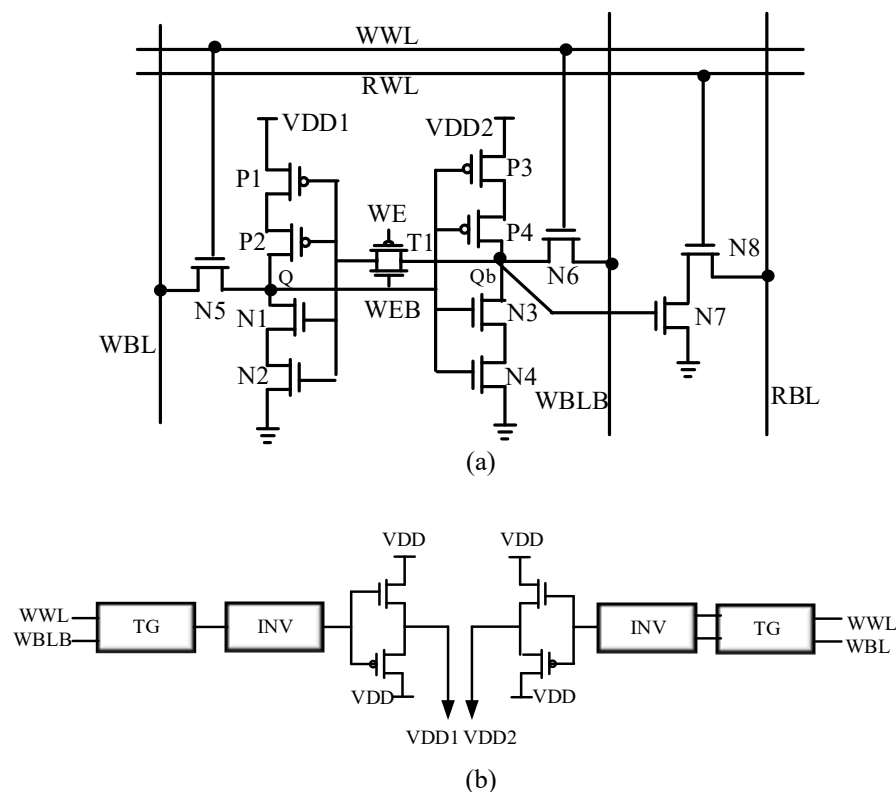 WWL
RWL
VDD1 VDD2
P1 P3
WE P4
P2 T1 N8
Q Qb N6
N5 WEB N7
N1 N3
WBL
N2 N4
WBLB RBL
(a)
VDD VDD
WWL TG INV INV TG WWL
WBLB WBL
VDD VDD
VDD1 VDD2
(b)